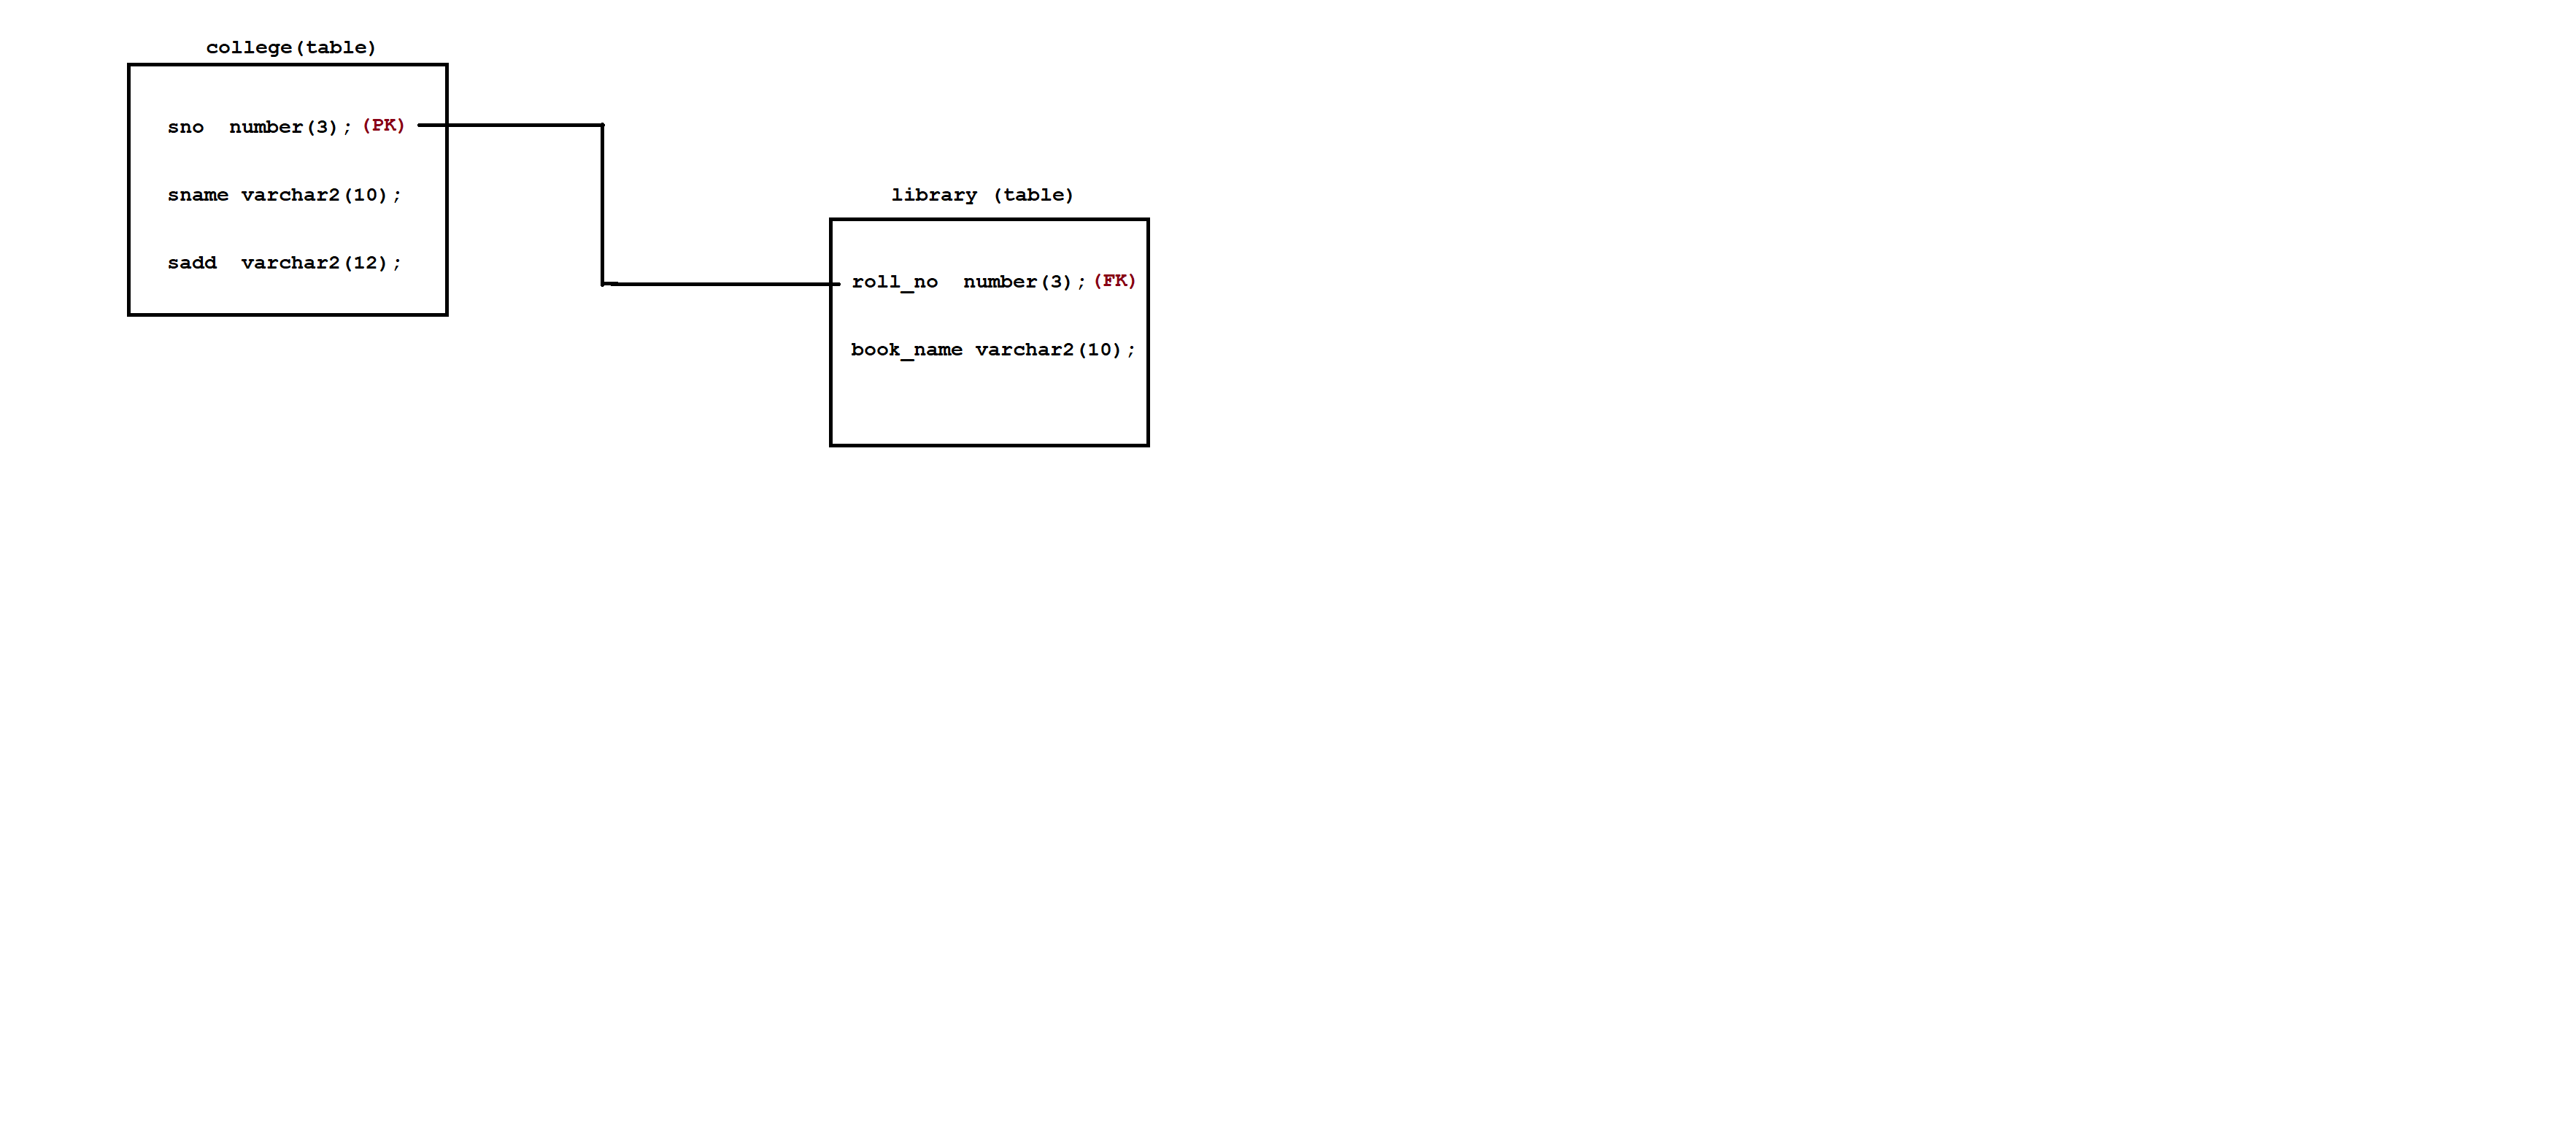 college(table)
sno  number(3); (PK)
sname varchar2(10);
sadd  varchar2(12);
library (table)
roll_no  number(3); (FK)
book_name varchar2(10);